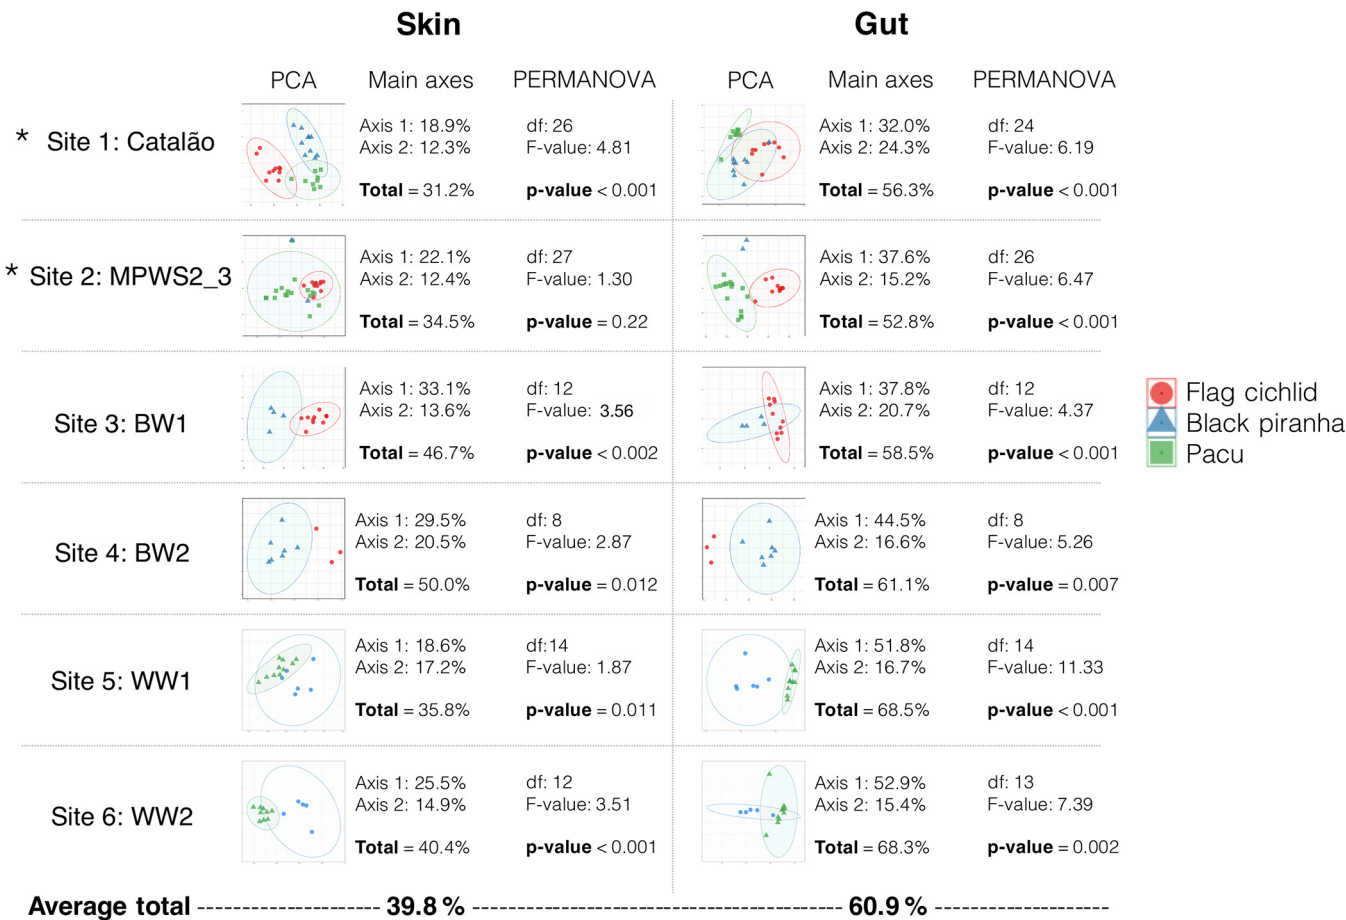 Skin
Gut
PCA Main axes PERMANOVA PCA Main axes PERMANOVA
* Site 1: Catalão
Axis 1: 18.9%
Axis 2: 12.3%
Total = 31.2%
df: 26
F-value: 4.81
p-value < 0.001
Axis 1: 32.0%
Axis 2: 24.3%
Total = 56.3%
df: 24
F-value: 6.19
p-value < 0.001
* Site 2: MPWS2_3
Axis 1: 22.1%
Axis 2: 12.4%
Total = 34.5%
df: 27
F-value: 1.30
p-value = 0.22
Axis 1: 37.6%
Axis 2: 15.2%
Total = 52.8%
df: 26
F-value: 6.47
p-value < 0.001
Site 3: BW1
Axis 1: 33.1%
Axis 2: 13.6%
Total = 46.7%
df: 12
F-value: 3.56
p-value < 0.002
Axis 1: 37.8%
Axis 2: 20.7%
Total = 58.5%
df: 12
F-value: 4.37
p-value < 0.001
Flag cichlid
Black piranha
Pacu
Site 4: BW2
Axis 1: 29.5%
Axis 2: 20.5%
Total = 50.0%
df: 8
F-value: 2.87
p-value = 0.012
Axis 1: 44.5%
Axis 2: 16.6%
Total = 61.1%
df: 8
F-value: 5.26
p-value = 0.007
Site 5: WW1
Axis 1: 18.6%
Axis 2: 17.2%
Total = 35.8%
df:14
F-value: 1.87
p-value = 0.011
Axis 1: 51.8%
Axis 2: 16.7%
Total = 68.5%
df: 14
F-value: 11.33
p-value < 0.001
Site 6: WW2
Axis 1: 25.5%
Axis 2: 14.9%
Total = 40.4%
df: 12
F-value: 3.51
p-value < 0.001
Axis 1: 52.9%
Axis 2: 15.4%
Total = 68.3%
df: 13
F-value: 7.39
p-value = 0.002
Average total 39.8 % 60.9 %